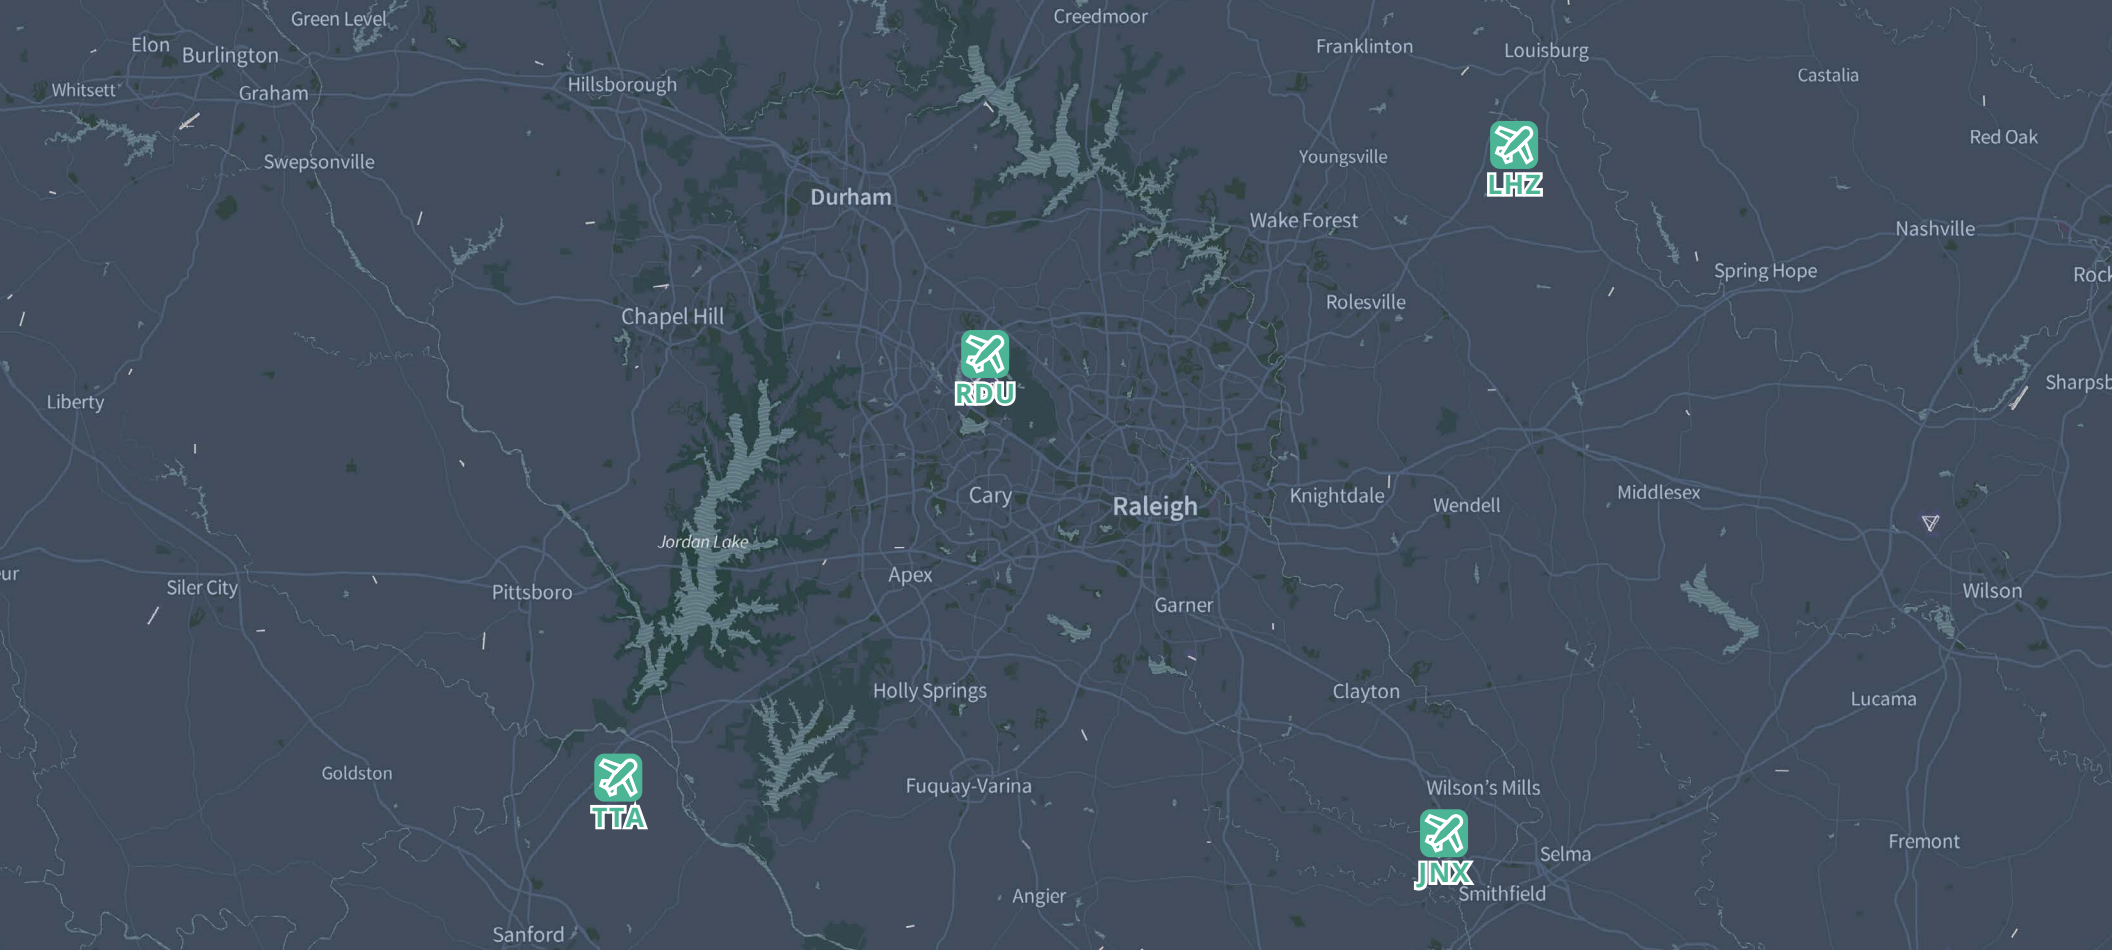 Green Level
Creedmoor
Elon
Burlington
Franklinton
Louisburg
Castalia
Whitsett
Graham
Hillsborough
Red Oak
Swepsonville
Youngsville
LHZ
Durham
Wake Forest
Nashville
Spring Hope
Rock
Rolesville
Chapel Hill
RDU
Liberty
Sharpsb
Cary
Raleigh
Knightdale
Wendell
Middlesex
Jordan Lake
ur
Siler City
Pittsboro
Apex
Garner
Wilson
Holly Springs
Clayton
Lucama
Goldston
TTA
Fuquay-Varina
Wilson's Mills
Fremont
JNX
Selma
Smithfield
Angier
Sanford